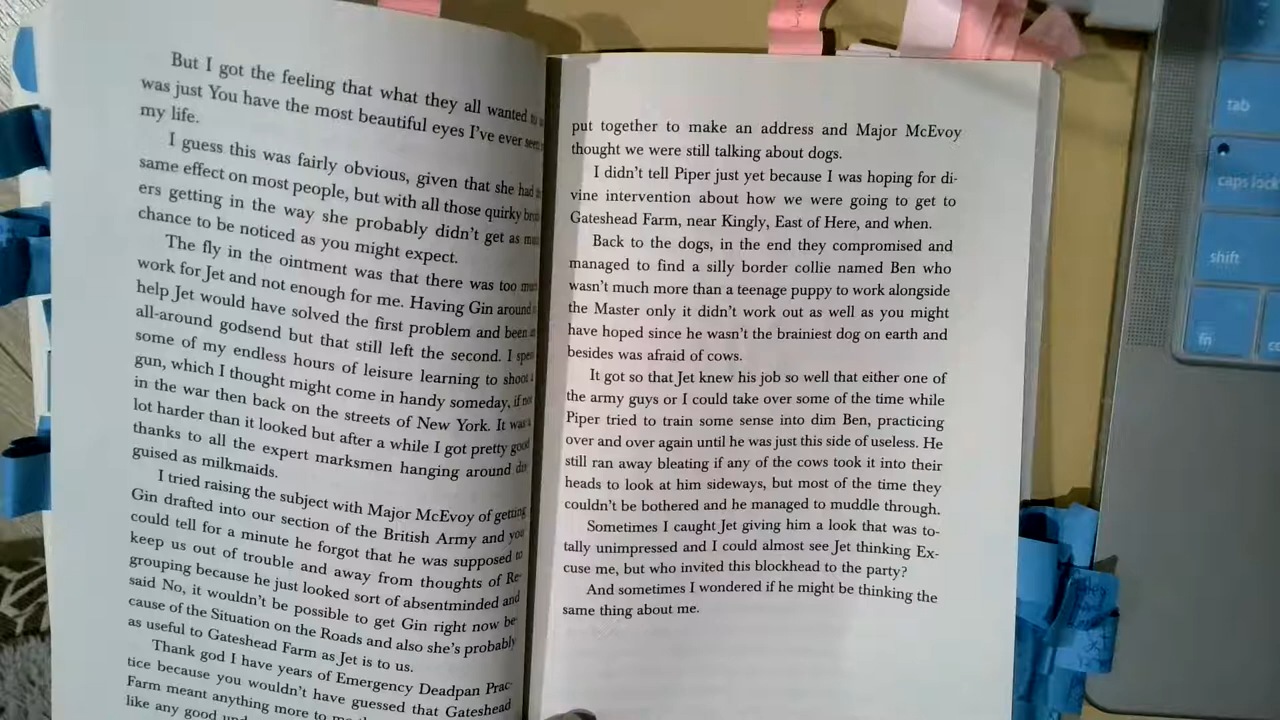 But I got the feeling that what they all wanted to
was just You have the most beautiful eyes I've ever seen
my life.
I guess this was fairly obvious, given that she had
same effect on most people, but with all those quirky
ers getting in the way she probably didn't get as
chance to be noticed as you might expect.
The fly in the ointment was that there was too
work for Jet and not enough for me. Having Gin around
help Jet would have solved the first problem and been
all-around godsend but that still left the second. I
some of my endless hours of leisure learning to shoot
gun, which I thought might come in handy someday, if not
in the war then back on the streets of New York. It was
lot harder than it looked but after a while I got pretty good
thanks to all the expert marksmen hanging around dis-
guised as milkmaids.
I tried raising the subject with Major McEvoy of getting
Gin drafted into our section of the British Army and you
could tell for a minute he forgot that he was supposed to
keep us out of trouble and away from thoughts of Re-
grouping because he just looked sort of absentminded and
said No, it wouldn't be possible to get Gin right now be-
cause of the Situation on the Roads and also she's probably
as useful to Gateshead Farm as Jet is to us.
Thank god I have years of Emergency Deadpan Prac-
tice because you wouldn't have guessed that Gateshead
Farm meant anything more to
like any good
put together to make an address and Major McEvoy
thought we were still talking about dogs.
I didn't tell Piper just yet because I was hoping for di-
vine intervention about how we were going to get to
Gateshead Farm, near Kingly, East of Here, and when.
Back to the dogs, in the end they compromised and
managed to find a silly border collie named Ben who
wasn't much more than a teenage puppy to work alongside
the Master only it didn't work out as well as you might
have hoped since he wasn't the brainiest dog on earth and
besides was afraid of cows.
It got so that Jet knew his job so well that either one of
the army guys or I could take over some of the time while
Piper tried to train some sense into dim Ben, practicing
over and over again until he was just this side of useless. He
still ran away bleating if any of the cows took it into their
heads to look at him sideways, but most of the time they
couldn't be bothered and he managed to muddle through.
Sometimes I caught Jet giving him a look that was to-
tally unimpressed and I could almost see Jet thinking Ex-
cuse me, but who invited this blockhead to the party?
And sometimes I wondered if he might be thinking the
same thing about me.
tab
caps lock
shift
fn